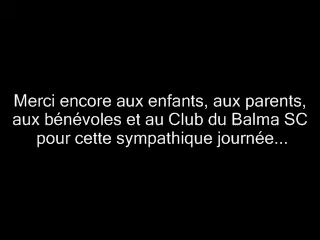 Merci encore aux enfants, aux parents,
aux bénévoles et au Club du Balma SC
pour cette sympathique journée...